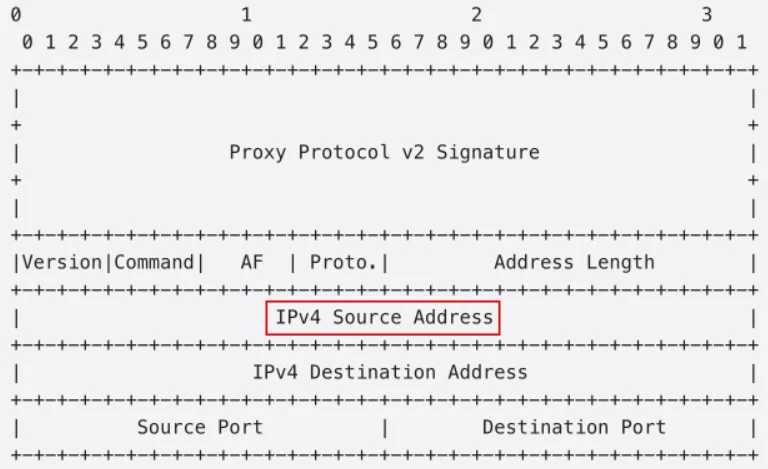 0                   1                   2                   3
 0 1 2 3 4 5 6 7 8 9 0 1 2 3 4 5 6 7 8 9 0 1 2 3 4 5 6 7 8 9 0 1
+-+-+-+-+-+-+-+-+-+-+-+-+-+-+-+-+-+-+-+-+-+-+-+-+-+-+-+-+-+-+-+-+
|                                                               |
+                                                               +
|                  Proxy Protocol v2 Signature                  |
+                                                               +
|                                                               |
+-+-+-+-+-+-+-+-+-+-+-+-+-+-+-+-+-+-+-+-+-+-+-+-+-+-+-+-+-+-+-+-+
|Version|Command|   AF  | Proto.|         Address Length        |
+-+-+-+-+-+-+-+-+-+-+-+-+-+-+-+-+-+-+-+-+-+-+-+-+-+-+-+-+-+-+-+-+
|                      IPv4 Source Address                      |
+-+-+-+-+-+-+-+-+-+-+-+-+-+-+-+-+-+-+-+-+-+-+-+-+-+-+-+-+-+-+-+-+
|                    IPv4 Destination Address                   |
+-+-+-+-+-+-+-+-+-+-+-+-+-+-+-+-+-+-+-+-+-+-+-+-+-+-+-+-+-+-+-+-+
|          Source Port          |        Destination Port       |
+-+-+-+-+-+-+-+-+-+-+-+-+-+-+-+-+-+-+-+-+-+-+-+-+-+-+-+-+-+-+-+-+